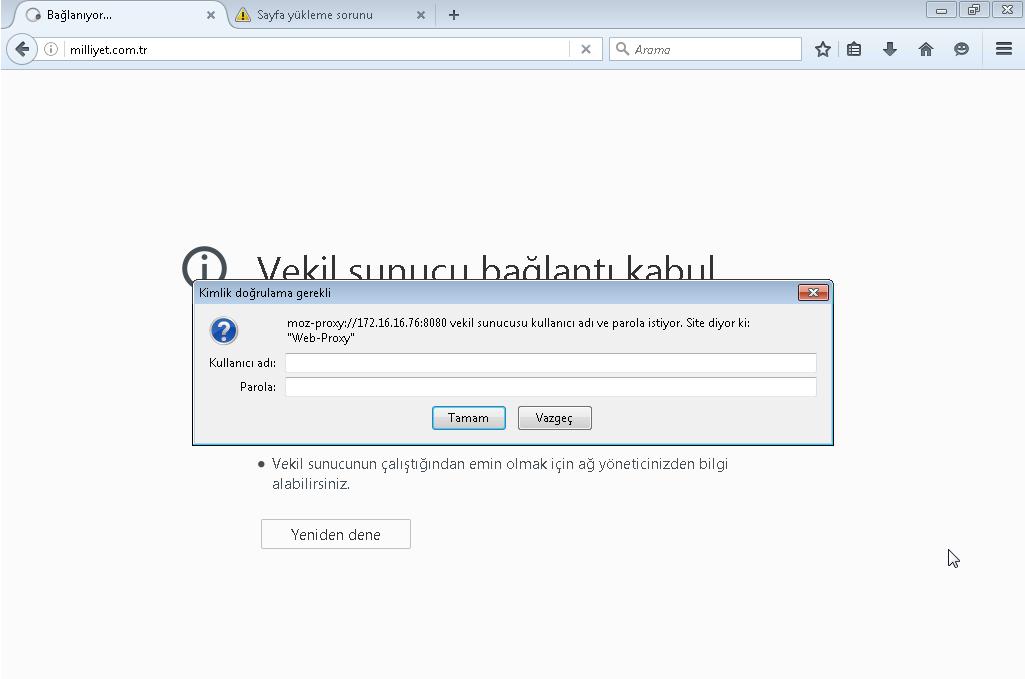 Bağlanıyor...
Sayfa yükleme sorunu
milliyet.com.tr
Arama
Vekil sunucu bağlantı kabul
Kimlik doğrulama gerekli
moz-proxy://172.16.16.76:8080 vekil sunucusu kullanıcı adı ve parola istiyor. Site diyor ki:
"Web-Proxy"
Kullanıcı adı:
Parola:
Tamam
Vazgeç
• Vekil sunucunun çalıştığından emin olmak için ağ yöneticinizden bilgi
alabilirsiniz.
Yeniden dene